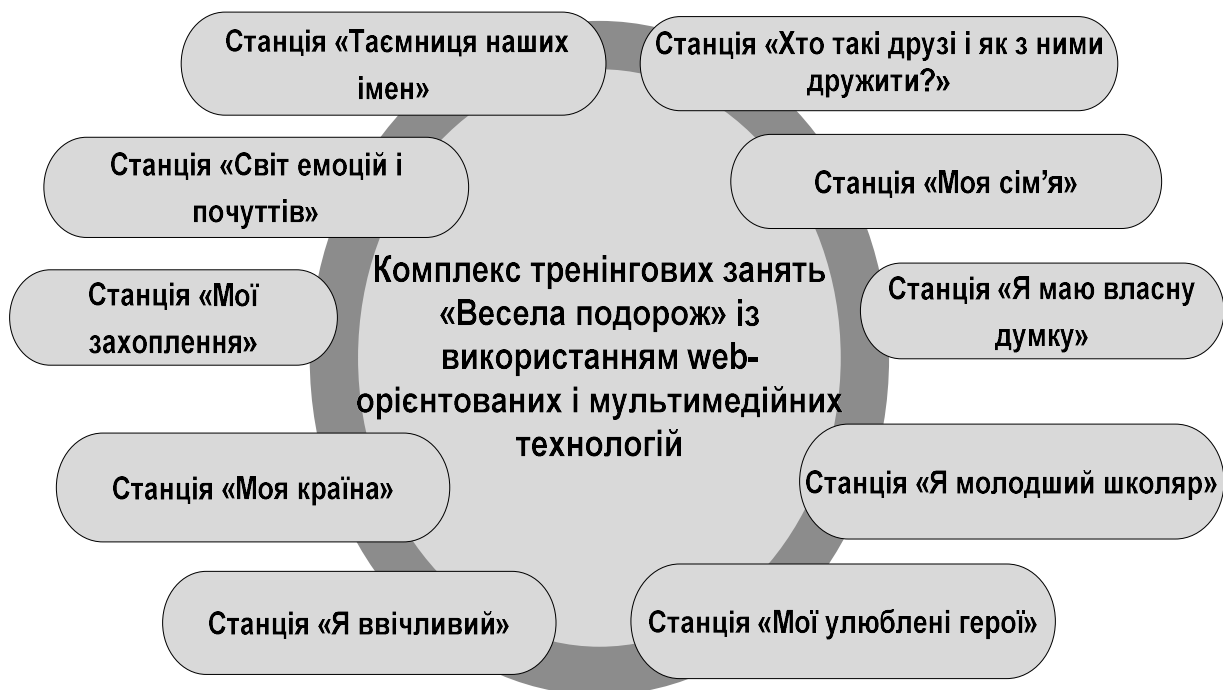 Станція «Таємниця наших
імен»
Станція «Хто такі друзі і як з ними
дружити?»
Станція «Світ емоцій і
почуттів»
Станція «Моя сім’я»
Комплекс тренінгових занять
«Весела подорож» із
використанням web-
орієнтованих і мультимедійних
технологій
Станція «Мої
захоплення»
Станція «Я маю власну
думку»
Станція «Моя країна»
Станція «Я молодший школяр»
Станція «Я ввічливий»
Станція «Мої улюблені герої»